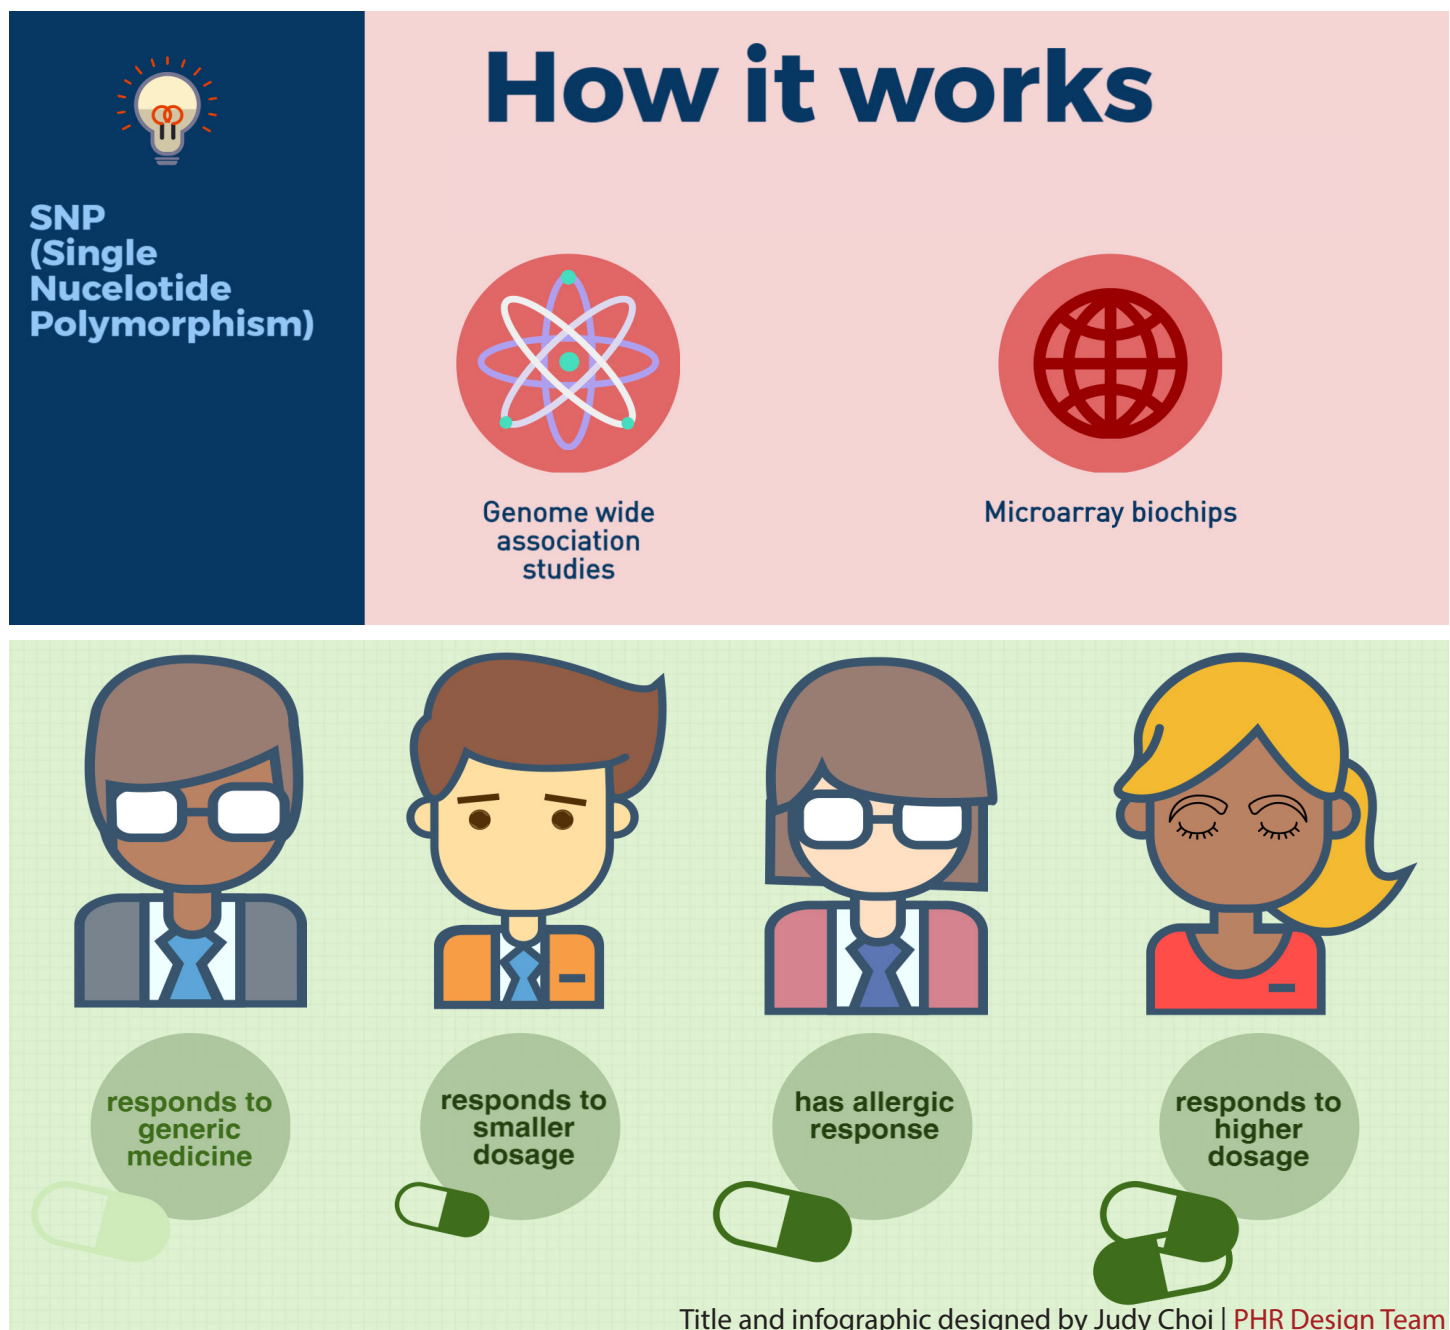 How it works
SNP
(Single
Nucelotide
Polymorphism)
Genome wide
association
studies
Microarray biochips
responds to
generic
medicine
responds to
smaller
dosage
has allergic
response
responds to
higher
dosage
Title and infographic designed by Judy Choi | PHR Design Team